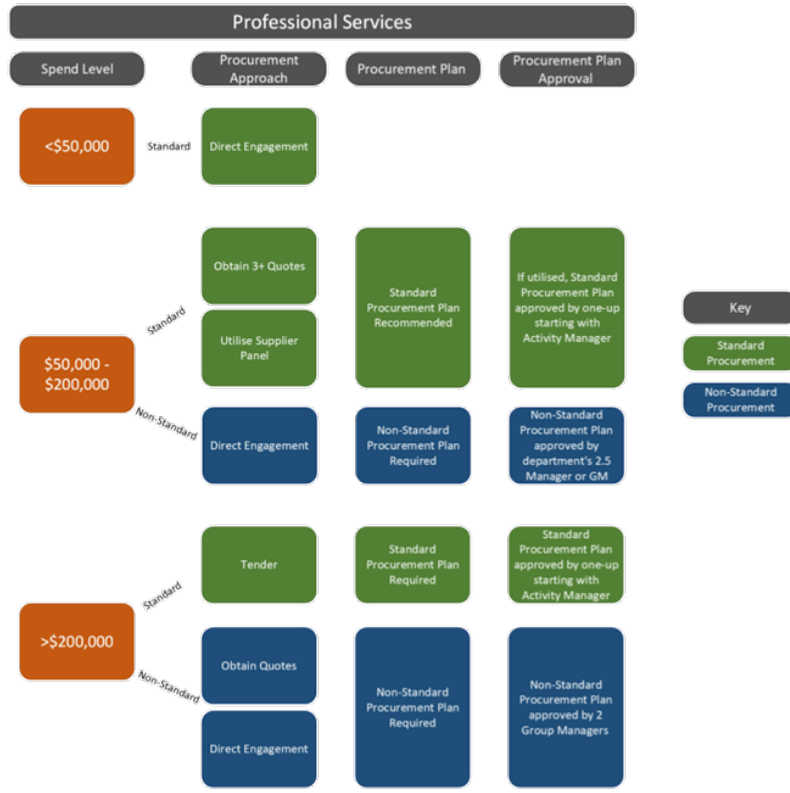 Professional Services
Spend Level
Procurement
Approach
Procurement Plan
Procurement Plan
Approval
<$50,000
Standard
Direct Engagement
Obtain 3+ Quotes
Utilise Supplier
Panel
Standard
Procurement Plan
Recommended
If utilised, Standard
Procurement Plan
approved by one-up
starting with
Activity Manager
Standard
$50,000 -
$200,000
Non-Standard
Direct Engagement
Non-Standard
Procurement Plan
Required
Non-Standard
Procurement Plan
approved by
department's 2.5
Manager or GM
Key
Standard
Procurement
Non-Standard
Procurement
Tender
Standard
Procurement Plan
Required
Standard
Procurement Plan
approved by one-up
starting with
Activity Manager
Standard
>$200,000
Non-Standard
Obtain Quotes
Direct Engagement
Non-Standard
Procurement Plan
Required
Non-Standard
Procurement Plan
approved by 2
Group Managers